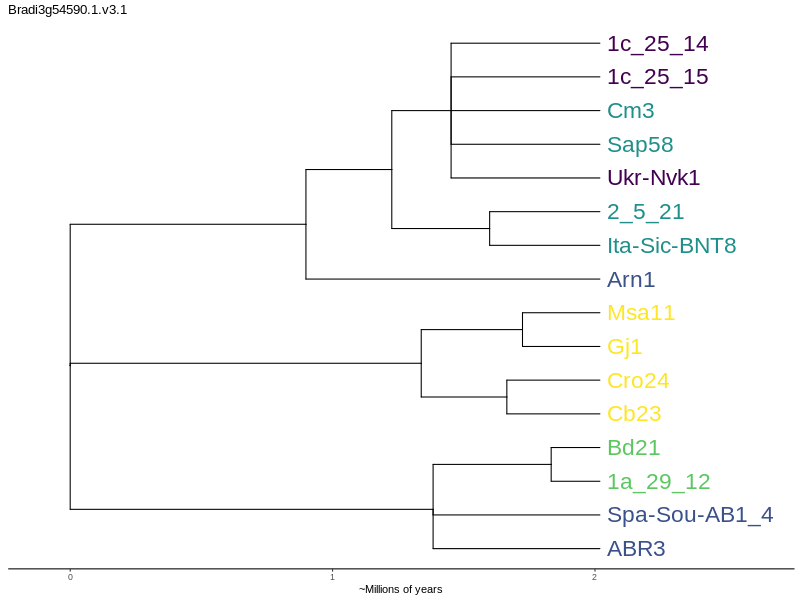 Bradi3g54590.1.v3.1
1c_25_14
1c_25_15
Cm3
Sap58
Ukr-Nvk1
2_5_21
Ita-Sic-BNT8
Arn1
Msa11
Gj1
Cro24
Cb23
Bd21
1a_29_12
Spa-Sou-AB1_4
ABR3
0 1 2
~Millions of years